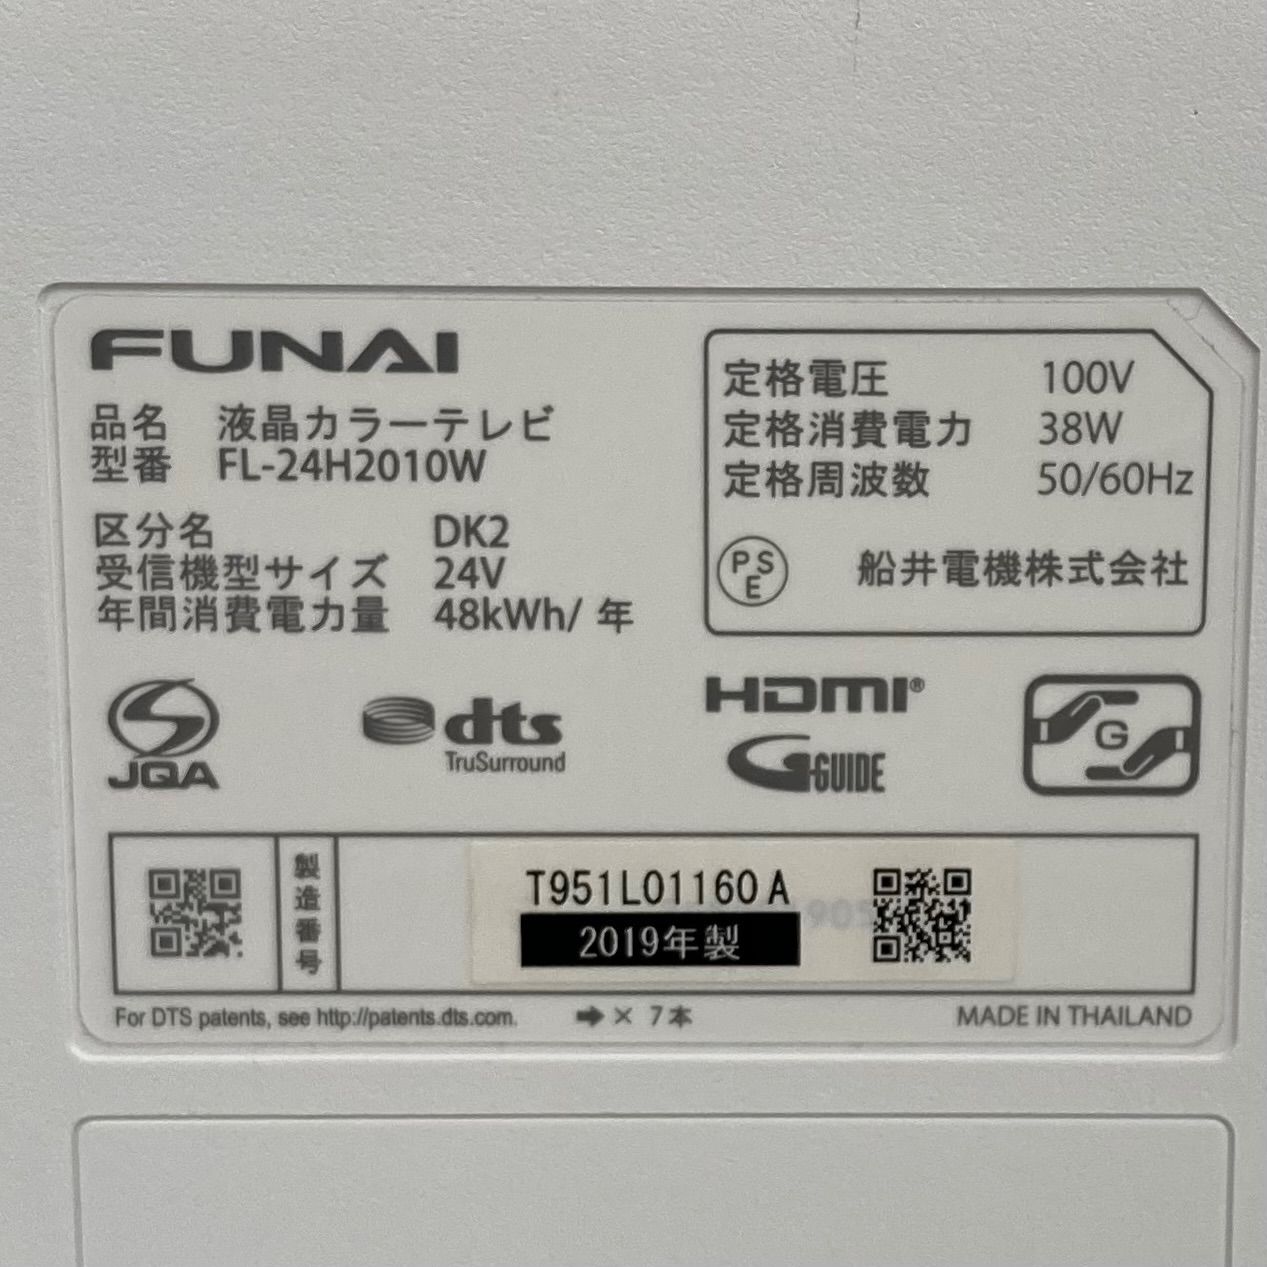 FUNAI
品名 液晶カラーテレビ
型番 FL-24H2010W
区分名 DK2
受信機型サイズ 24V
年間消費電力量 48kWh/ 年
定格電圧 100V
定格消費電力 38W
定格周波数 50/60Hz
PSE 船井電機株式会社
JQA
dts
TruSurround
HDMI®
G-GUIDE
G
製造番号
T951L01160A
2019年製
For DTS patents, see http://patents.dts.com.
➡× 7本
MADE IN THAILAND